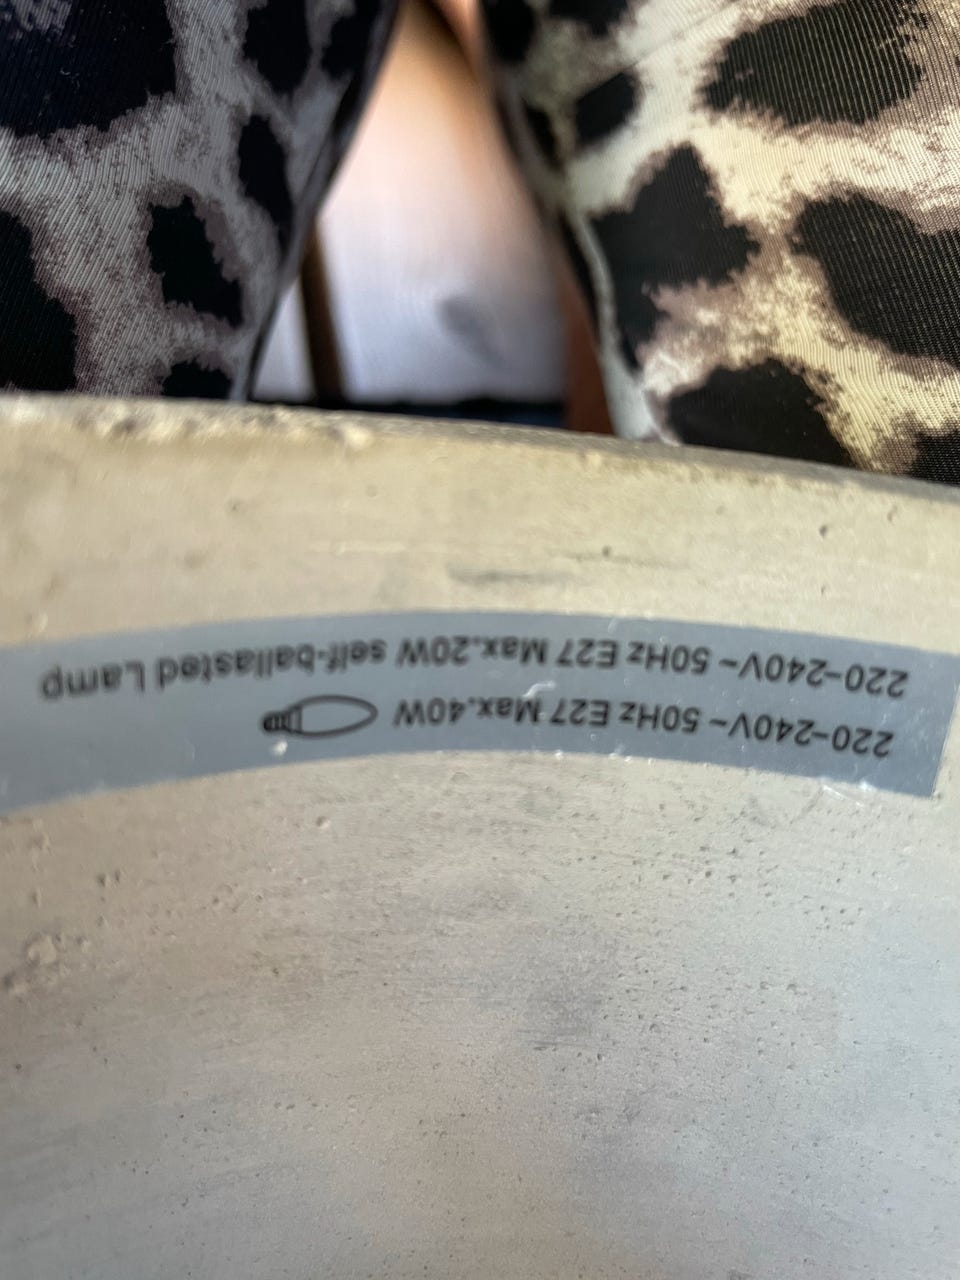 220-240V~50Hz E27 Max.40W
220-240V~50Hz E27 Max.20W self-ballasted Lamp